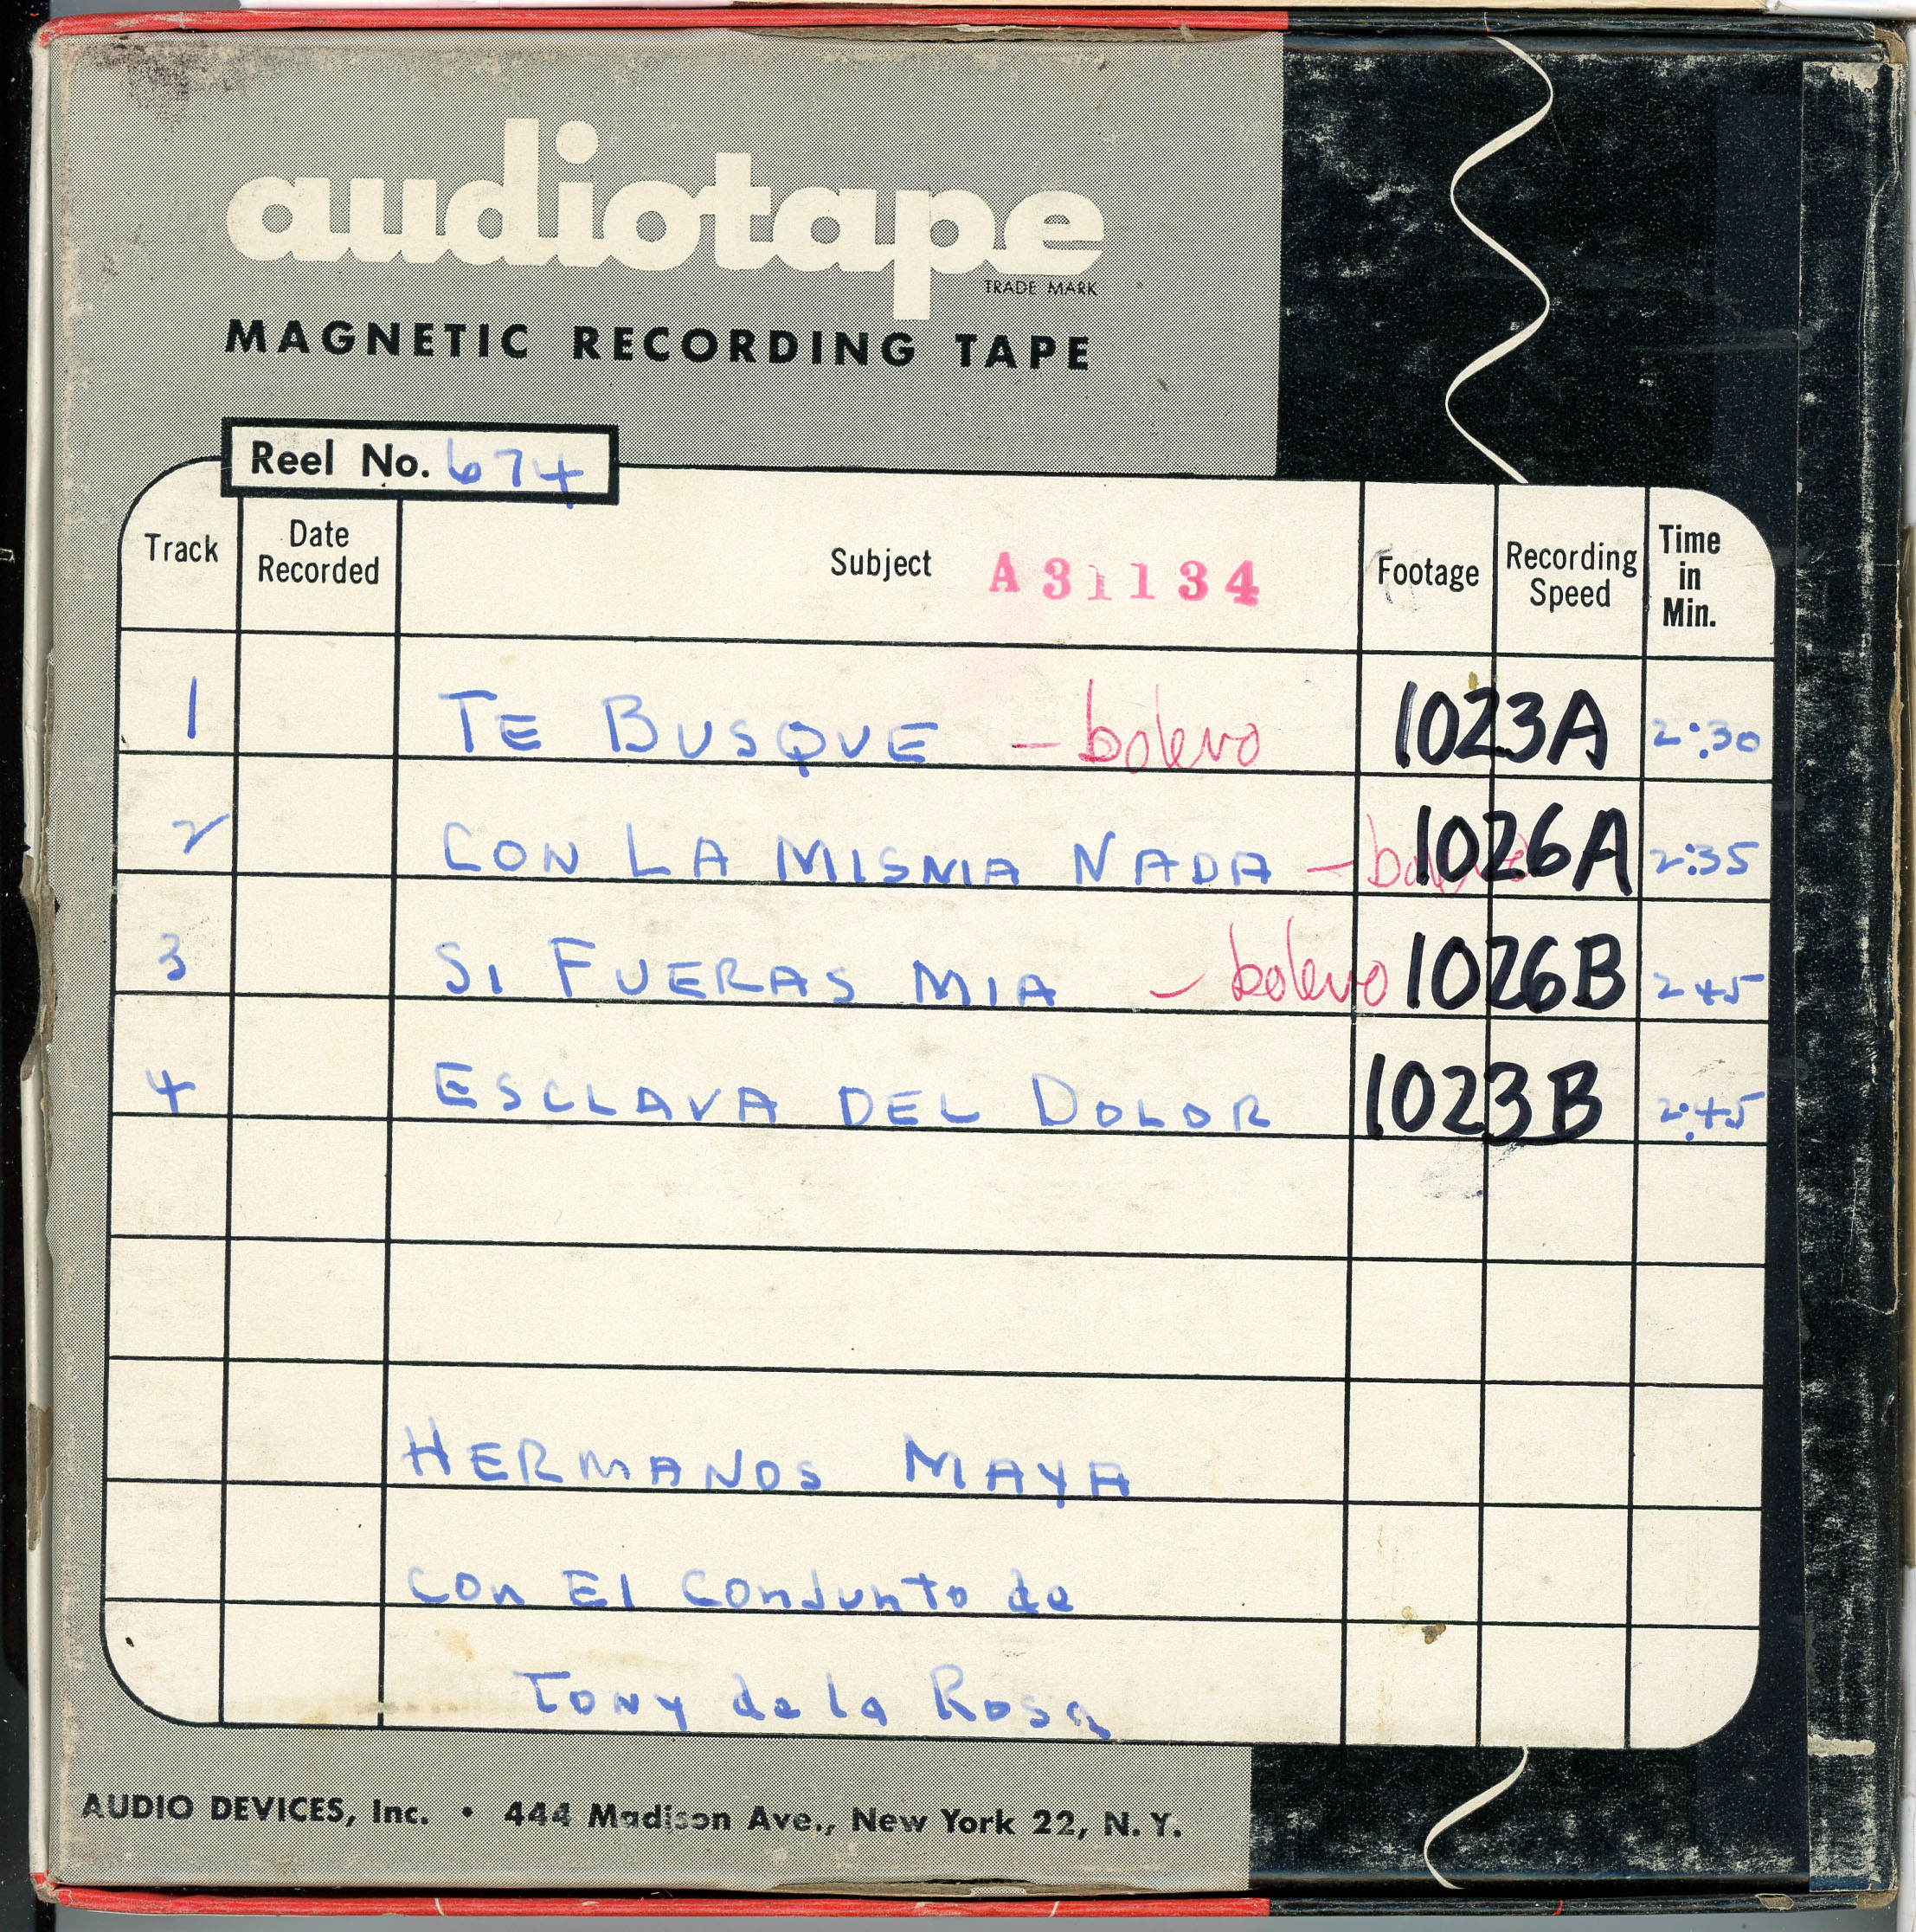 audiotape
TRADE MARK
MAGNETIC RECORDING TAPE
Reel No. 674
Track Date Recorded Subject A31134 Footage Recording Speed Time in Min.
1 TE BUSQUE – bolero 1023A 2:30
2 CON LA MISMA NADA – bolero 1026A 2:35
3 SI FUERAS MIA – bolero 1026B 2 45
4 ESCLAVA DEL DOLOR 1023B 2:45
HERMANOS MAYA
con El Conjunto de
Tony de la Rosa
AUDIO DEVICES, Inc. • 444 Madison Ave., New York 22, N. Y.